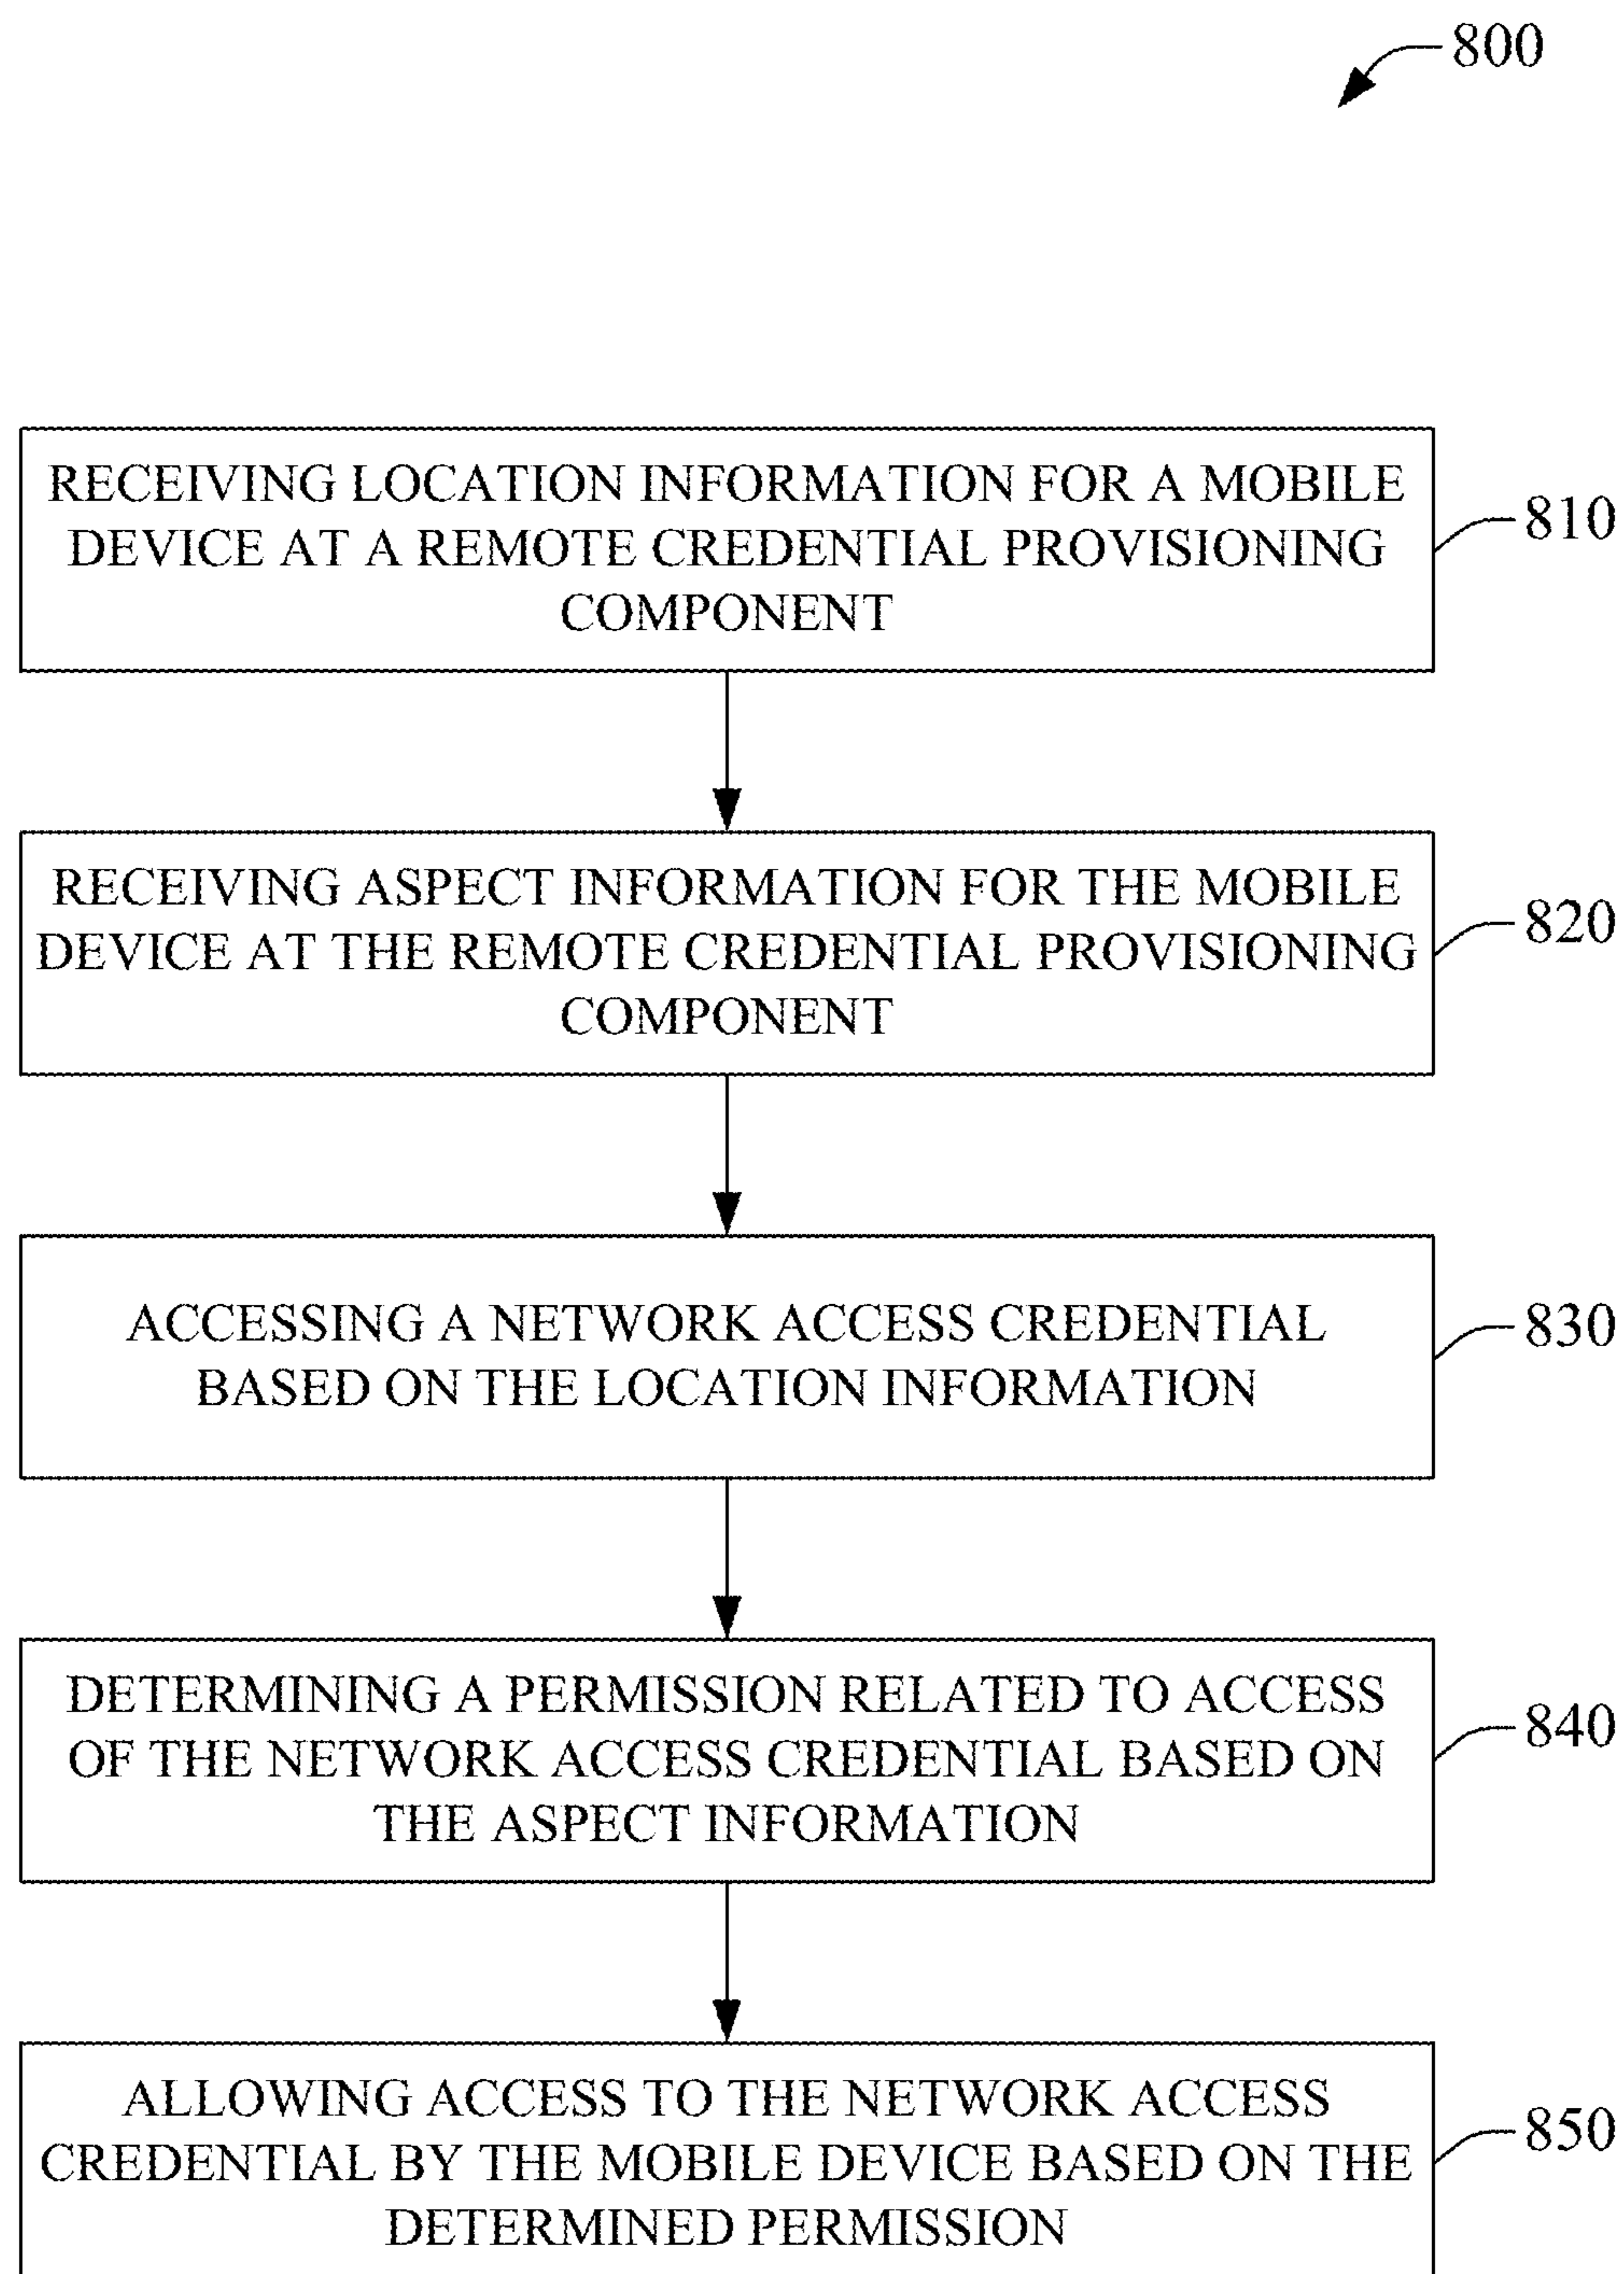 800
RECEIVING LOCATION INFORMATION FOR A MOBILE
DEVICE AT A REMOTE CREDENTIAL PROVISIONING
COMPONENT
810
RECEIVING ASPECT INFORMATION FOR THE MOBILE
DEVICE AT THE REMOTE CREDENTIAL PROVISIONING
COMPONENT
820
ACCESSING A NETWORK ACCESS CREDENTIAL
BASED ON THE LOCATION INFORMATION
830
DETERMINING A PERMISSION RELATED TO ACCESS
OF THE NETWORK ACCESS CREDENTIAL BASED ON
THE ASPECT INFORMATION
840
ALLOWING ACCESS TO THE NETWORK ACCESS
CREDENTIAL BY THE MOBILE DEVICE BASED ON THE
DETERMINED PERMISSION
850